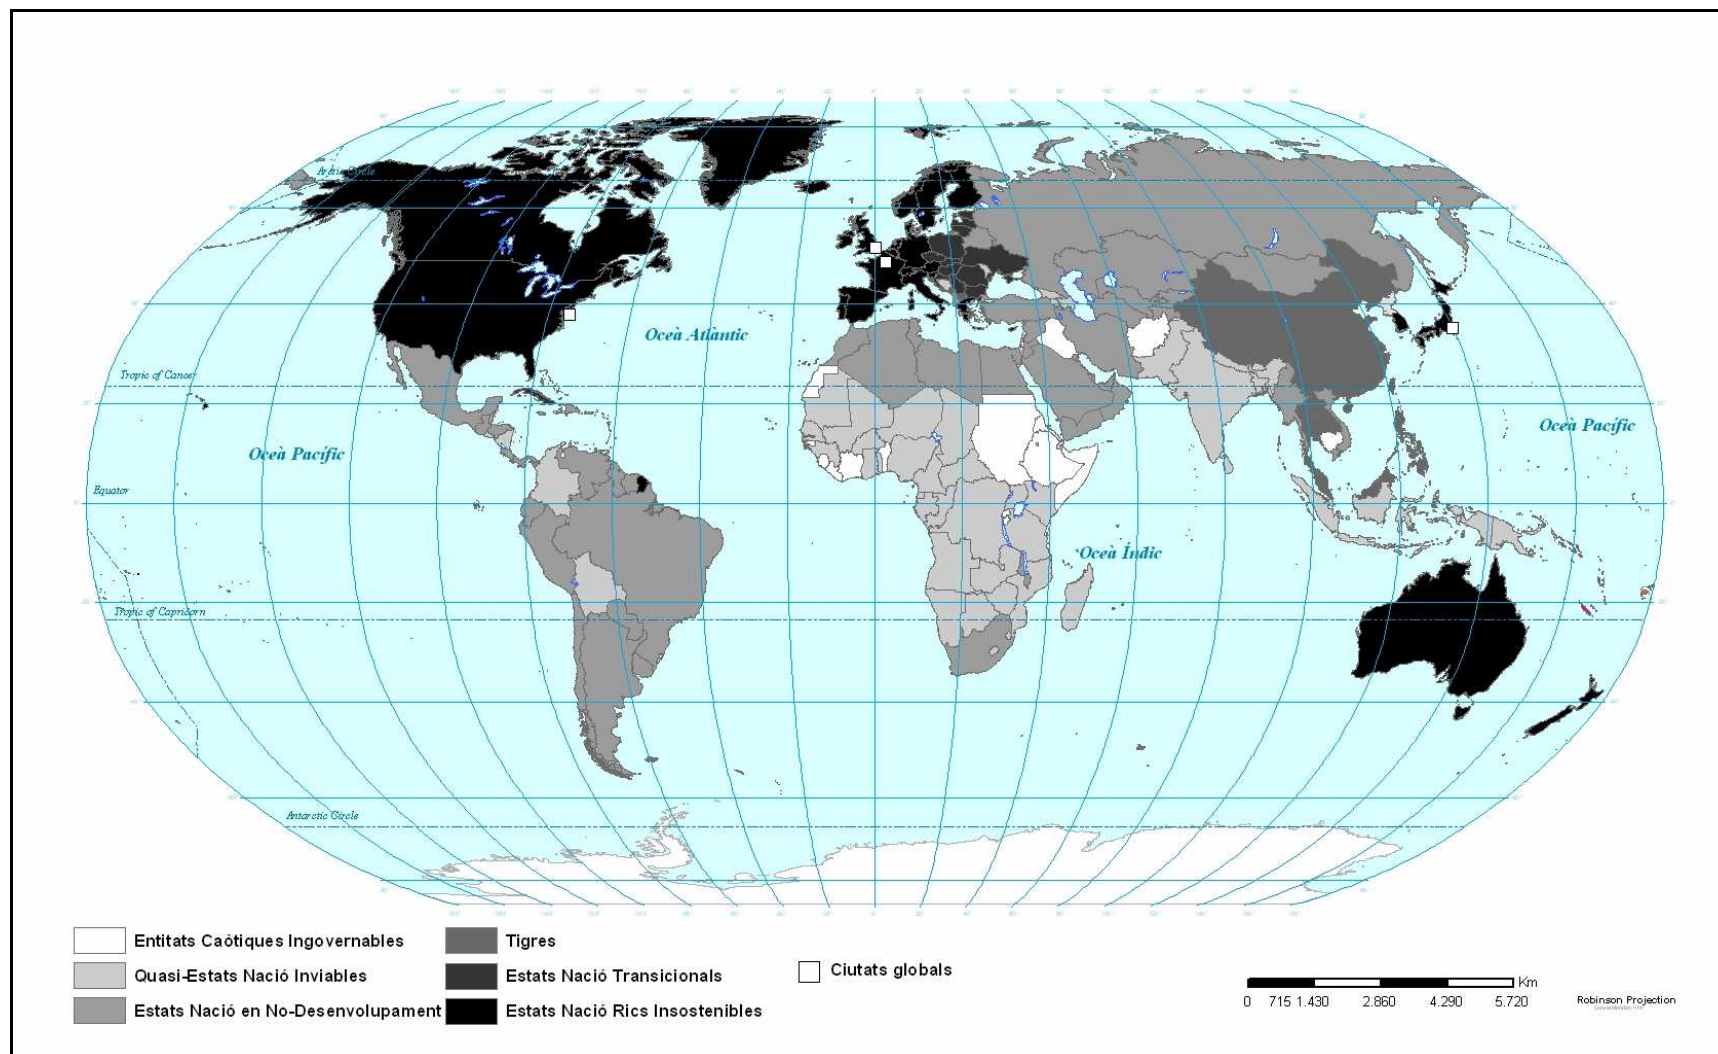 Arctic Circle
Oceà Atlàntic
Tropic of Cancer
Oceà Pacífic
Oceà Pacífic
Equator
Oceà Índic
Tropic of Capricorn
Antarctic Circle
Entitats Caòtiques Ingovernables
Quasi-Estats Nació Inviables
Estats Nació en No-Desenvolupament
Tigres
Estats Nació Transicionals
Estats Nació Rics Insostenibles
Ciutats globals
Km
0 715 1.430 2.860 4.290 5.720
Robinson Projection